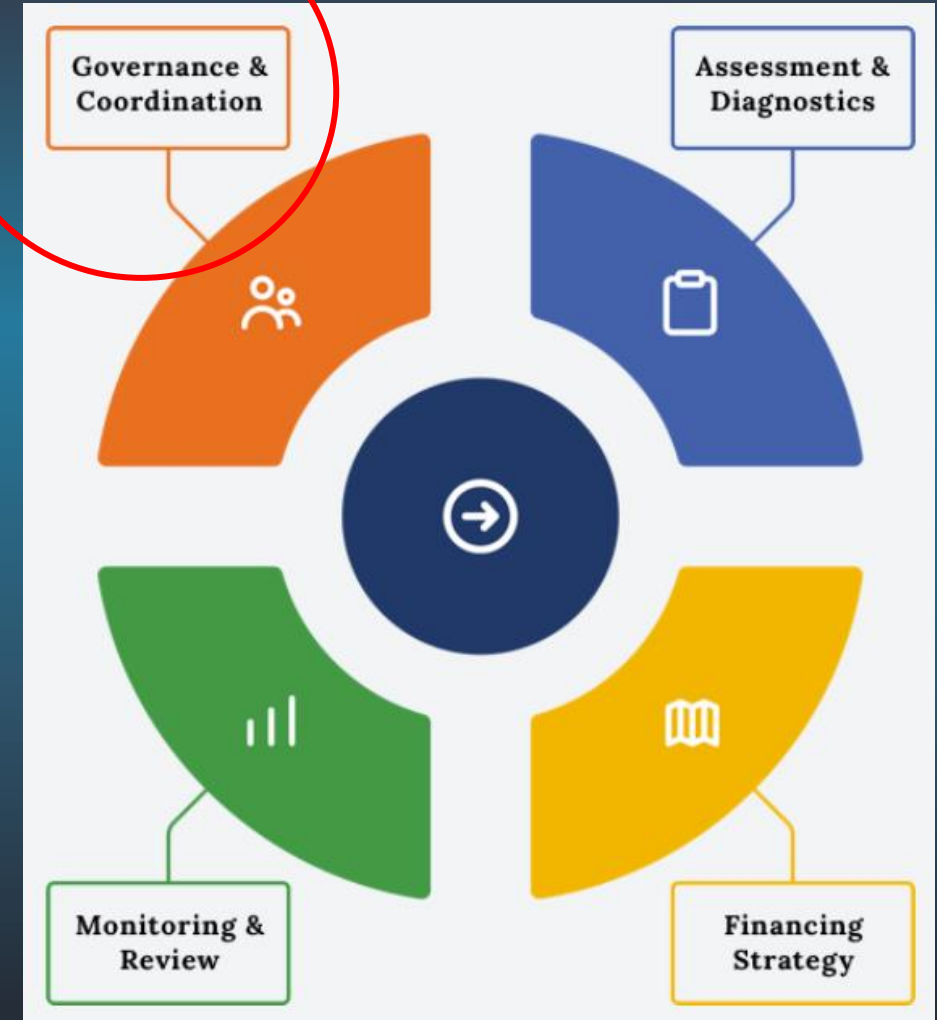 Governance &
Coordination
Assessment &
Diagnostics
Monitoring &
Review
Financing
Strategy